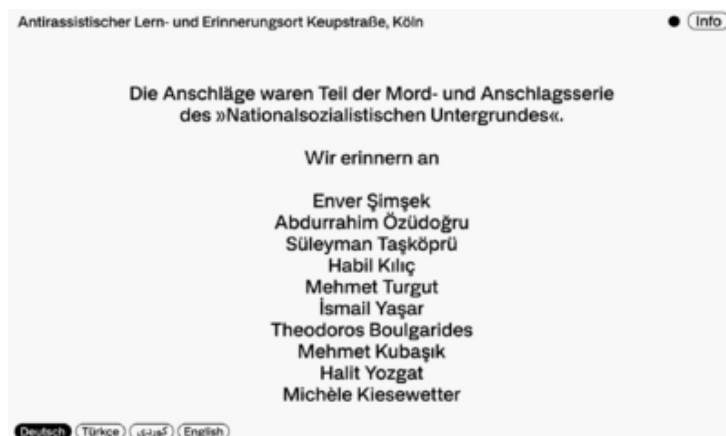 Antirassistischer Lern- und Erinnerungsort Keupstraße, Köln
Info
Die Anschläge waren Teil der Mord- und Anschlagsserie
des »Nationalsozialistischen Untergrundes«.
Wir erinnern an
Enver Şimşek
Abdurrahim Özüdoğru
Süleyman Taşköprü
Habil Kılıç
Mehmet Turgut
İsmail Yaşar
Theodoros Boulgarides
Mehmet Kubaşık
Halit Yozgat
Michèle Kiesewetter
Deutsch Türkçe كوردی English